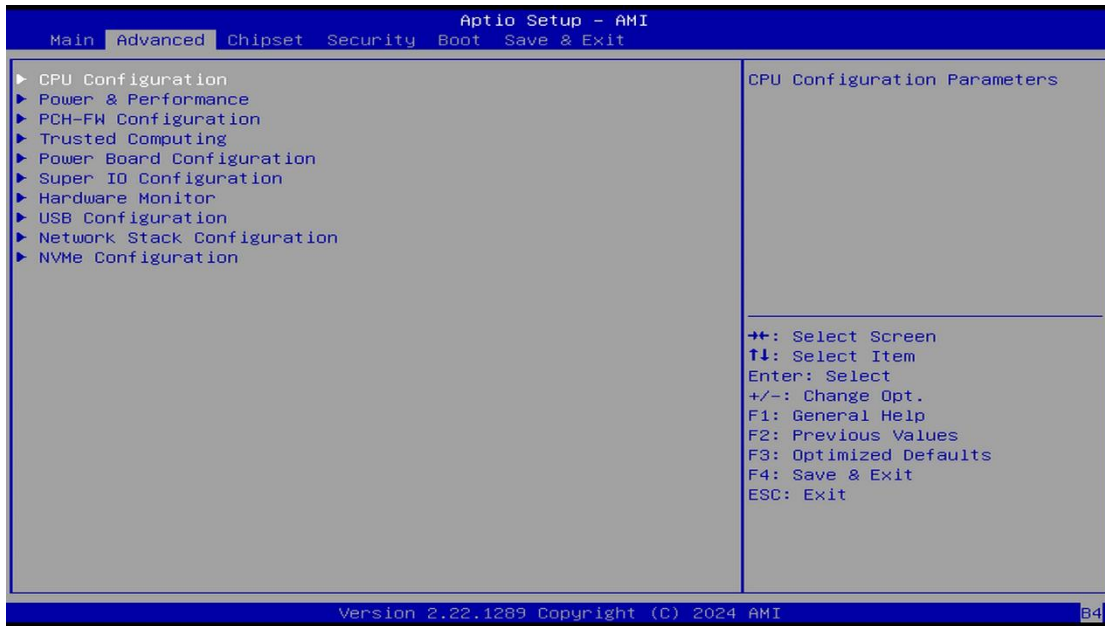 Aptio Setup – AMI
Main Advanced Chipset Security Boot Save & Exit
▶ CPU Configuration
▶ Power & Performance
▶ PCH-FW Configuration
▶ Trusted Computing
▶ Power Board Configuration
▶ Super IO Configuration
▶ Hardware Monitor
▶ USB Configuration
▶ Network Stack Configuration
▶ NVMe Configuration
CPU Configuration Parameters
→←: Select Screen
↑↓: Select Item
Enter: Select
+/-: Change Opt.
F1: General Help
F2: Previous Values
F3: Optimized Defaults
F4: Save & Exit
ESC: Exit
Version 2.22.1289 Copyright (C) 2024 AMI
B4